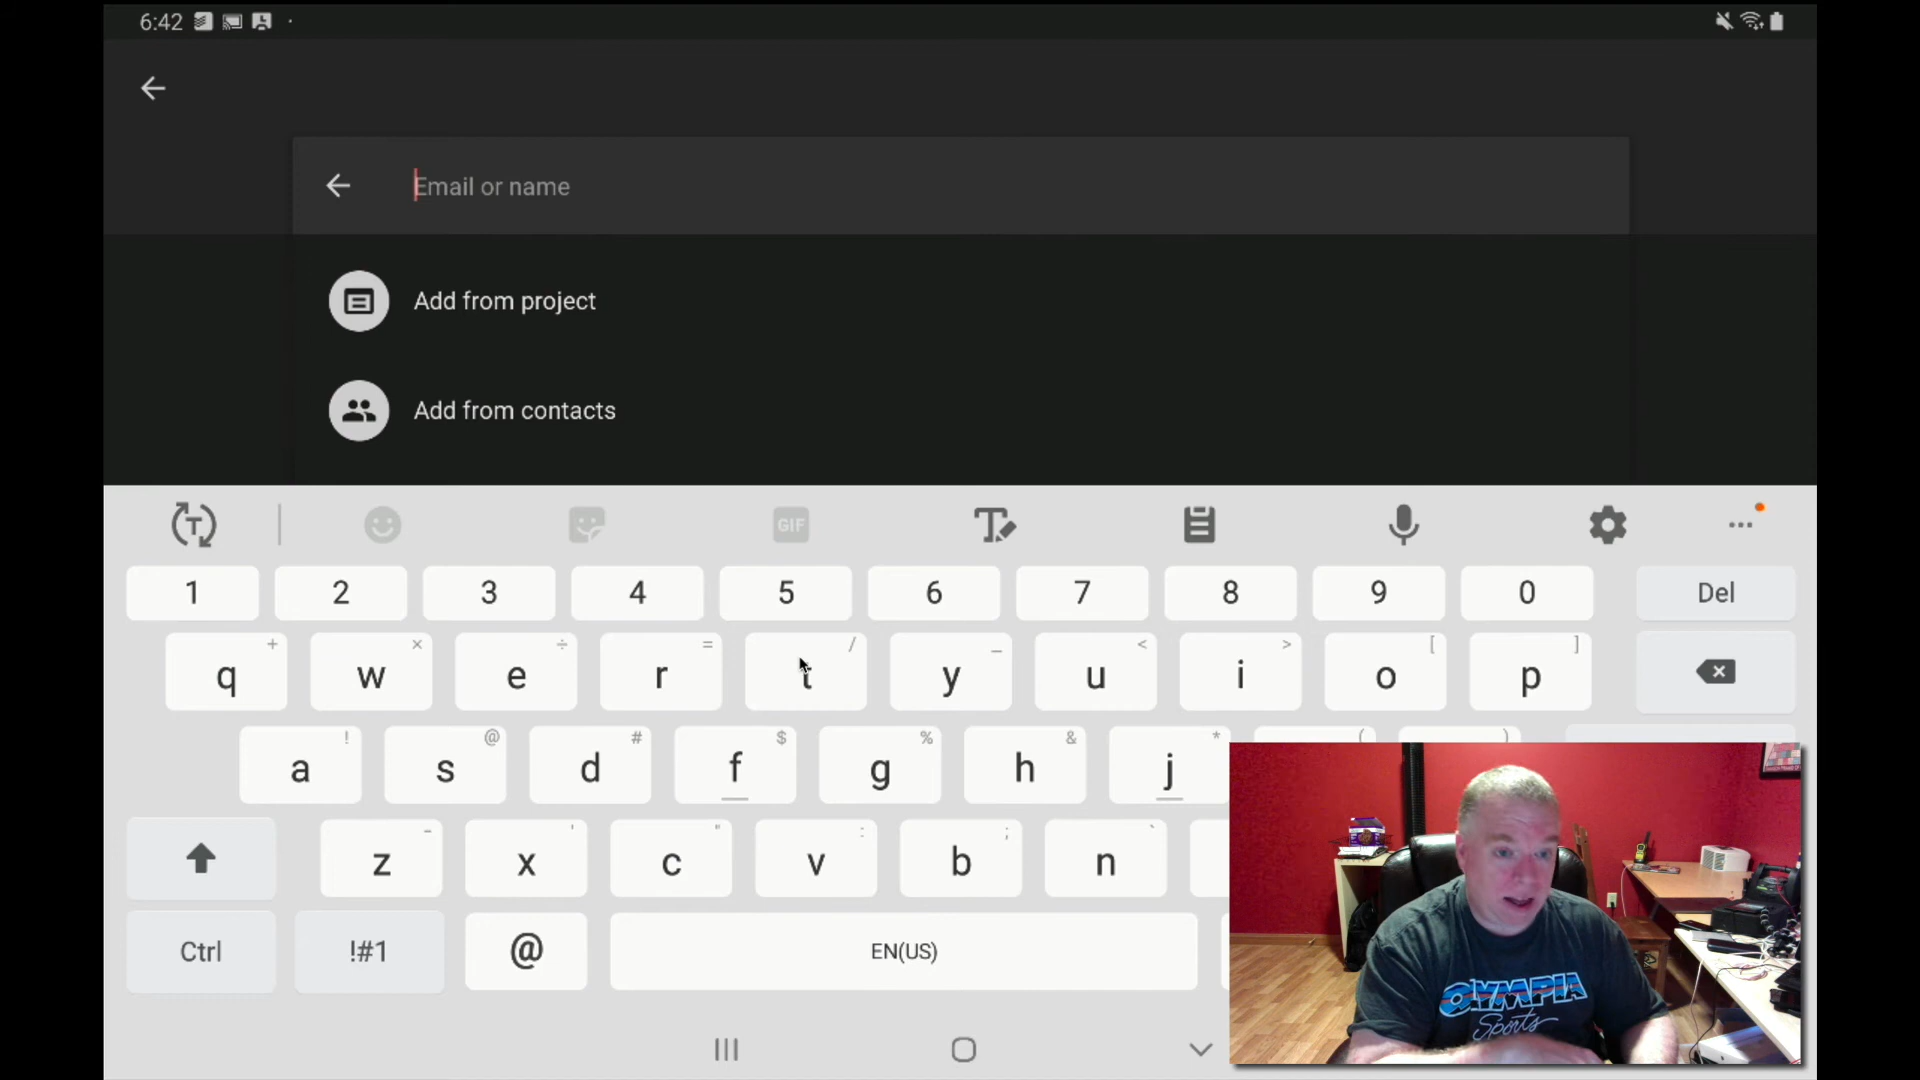 6:42
Email or name
Add from project
Add from contacts
GIF
1 2 3 4 5 6 7 8 9 0 Del
+ × ÷ = / _ < > [ ]
q w e r t y u i o p
! @ # $ % & * ( )
a s d f g h j
- ' " : ; `
z x c v b n
Ctrl !#1 @ EN(US)
OLYMPIA
Sports